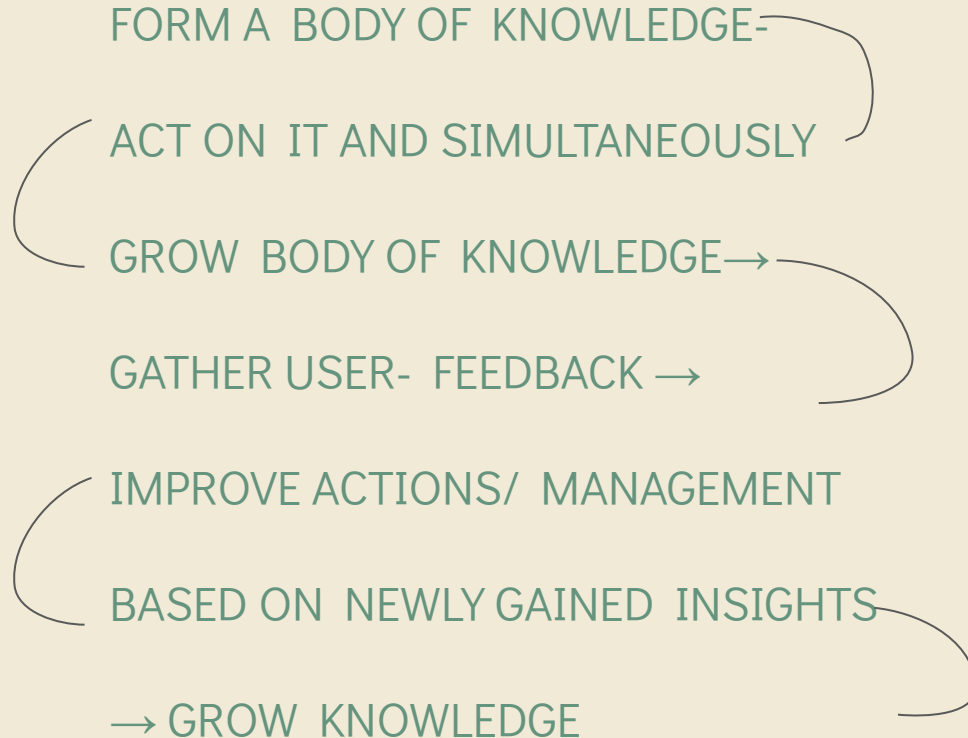 FORM A BODY OF KNOWLEDGE-
ACT ON IT AND SIMULTANEOUSLY
GROW BODY OF KNOWLEDGE→
GATHER USER- FEEDBACK →
IMPROVE ACTIONS/ MANAGEMENT
BASED ON NEWLY GAINED INSIGHTS
→ GROW KNOWLEDGE